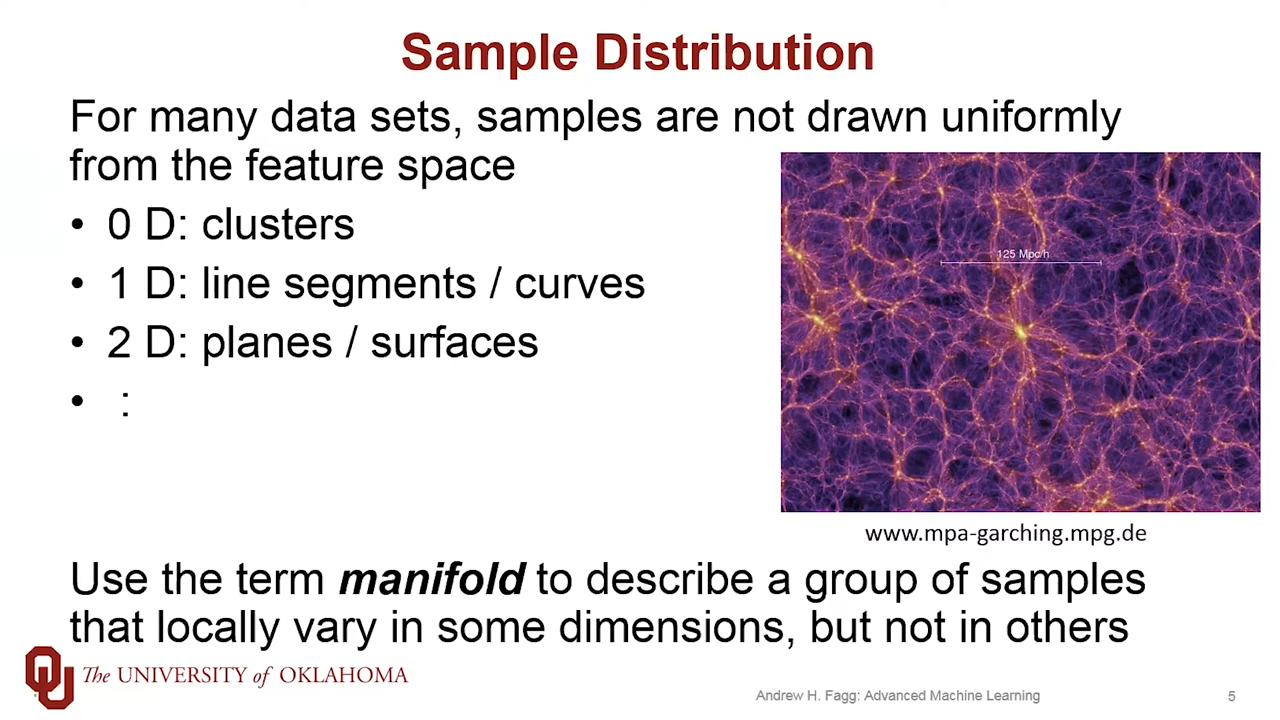 Sample Distribution
For many data sets, samples are not drawn uniformly
from the feature space
• 0 D: clusters
• 1 D: line segments / curves
• 2 D: planes / surfaces
• :
125 Mpc/h
www.mpa-garching.mpg.de
Use the term manifold to describe a group of samples
that locally vary in some dimensions, but not in others
The UNIVERSITY of OKLAHOMA
Andrew H. Fagg: Advanced Machine Learning
5